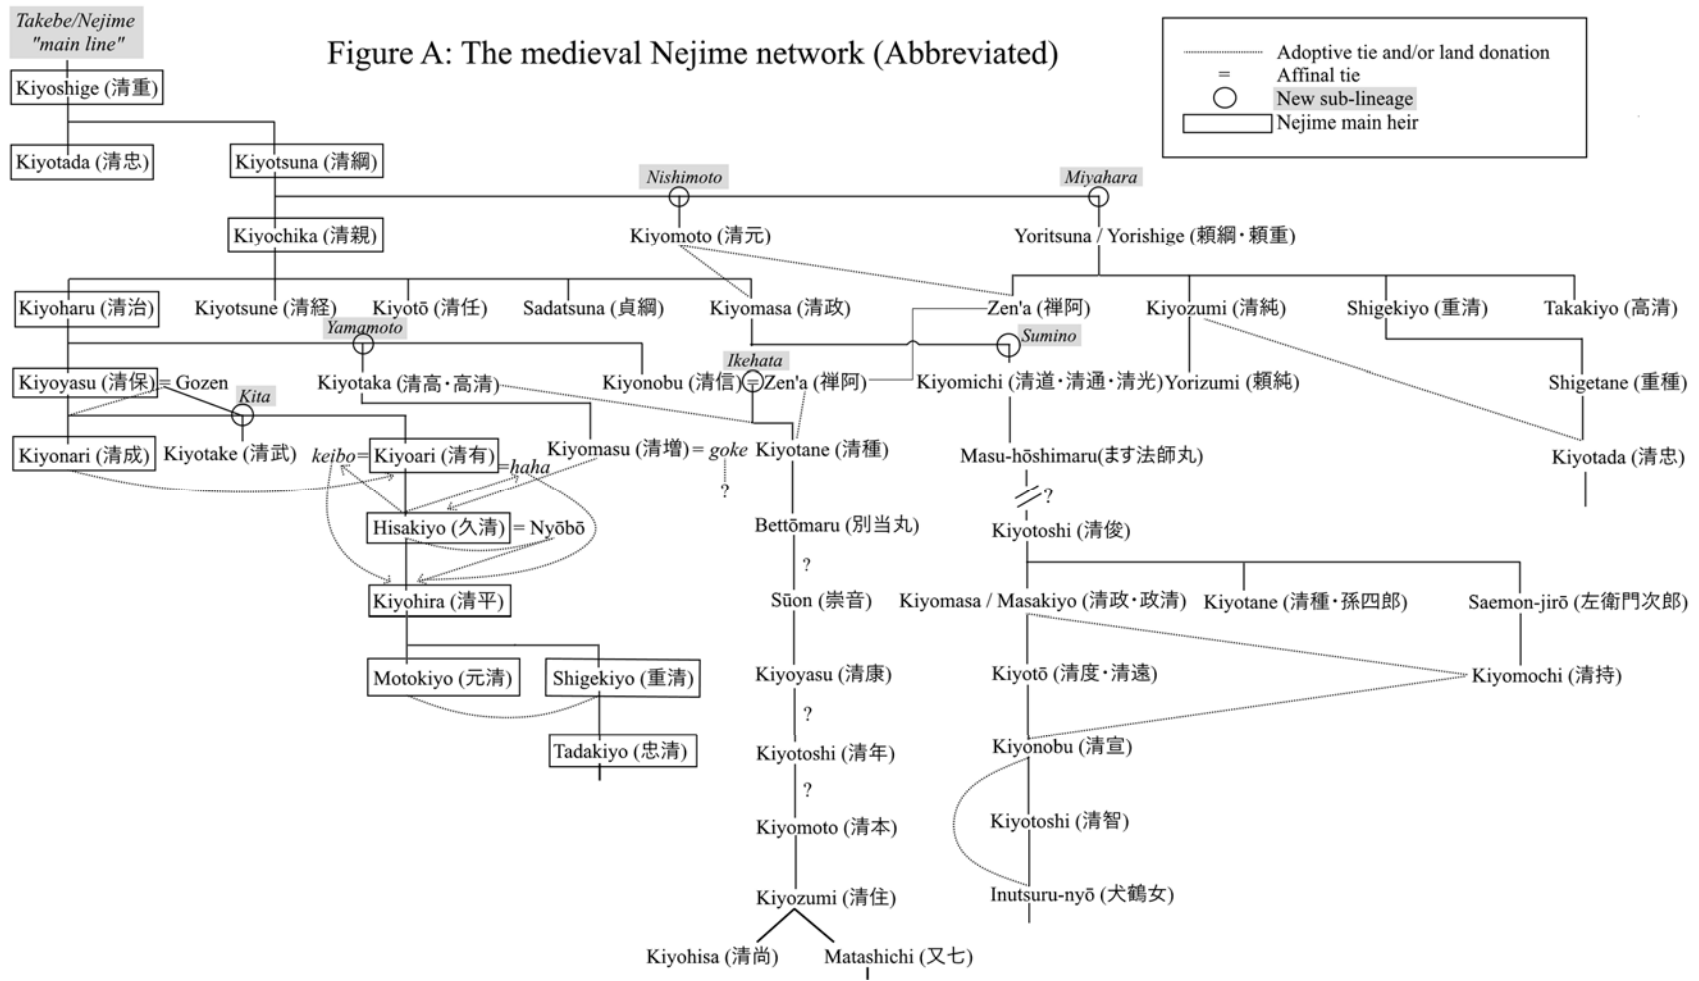 Takebe/Nejime
"main line"
Figure A: The medieval Nejime network (Abbreviated)
Adoptive tie and/or land donation
= Affinal tie
New sub-lineage
Nejime main heir
Kiyoshige (清重)
Kiyotada (清忠)
Kiyotsuna (清綱)
Nishimoto
Miyahara
Kiyochika (清親)
Kiyomoto (清元)
Yoritsuna / Yorishige (頼綱・頼重)
Kiyoharu (清治)
Kiyotsune (清経)
Kiyotō (清任)
Sadatsuna (貞綱)
Kiyomasa (清政)
Zen'a (禅阿)
Kiyozumi (清純)
Shigekiyo (重清)
Takakiyo (高清)
Yamamoto
Sumino
Ikehata
Kiyoyasu (清保) = Gozen
Kiyotaka (清高・高清)
Kiyonobu (清信) = Zen'a (禅阿)
Kiyomichi (清道・清通・清光)
Yorizumi (頼純)
Shigetane (重種)
Kita
Kiyonari (清成)
Kiyotake (清武)
keibo = Kiyoari (清有)
=haha
Kiyomasu (清増) = goke
?
Kiyotane (清種)
Masu-hōshimaru(ます法師丸)
Kiyotada (清忠)
?
Hisakiyo (久清) = Nyōbō
Bettōmaru (別当丸)
Kiyotoshi (清俊)
?
Kiyohira (清平)
Sūon (崇音)
Kiyomasa / Masakiyo (清政・政清)
Kiyotane (清種・孫四郎)
Saemon-jirō (左衛門次郎)
Motokiyo (元清)
Shigekiyo (重清)
Kiyoyasu (清康)
Kiyotō (清度・清遠)
Kiyomochi (清持)
?
Tadakiyo (忠清)
Kiyotoshi (清年)
Kiyonobu (清宣)
?
Kiyomoto (清本)
Kiyotoshi (清智)
Kiyozumi (清住)
Inutsuru-nyō (犬鶴女)
Kiyohisa (清尚)
Matashichi (又七)